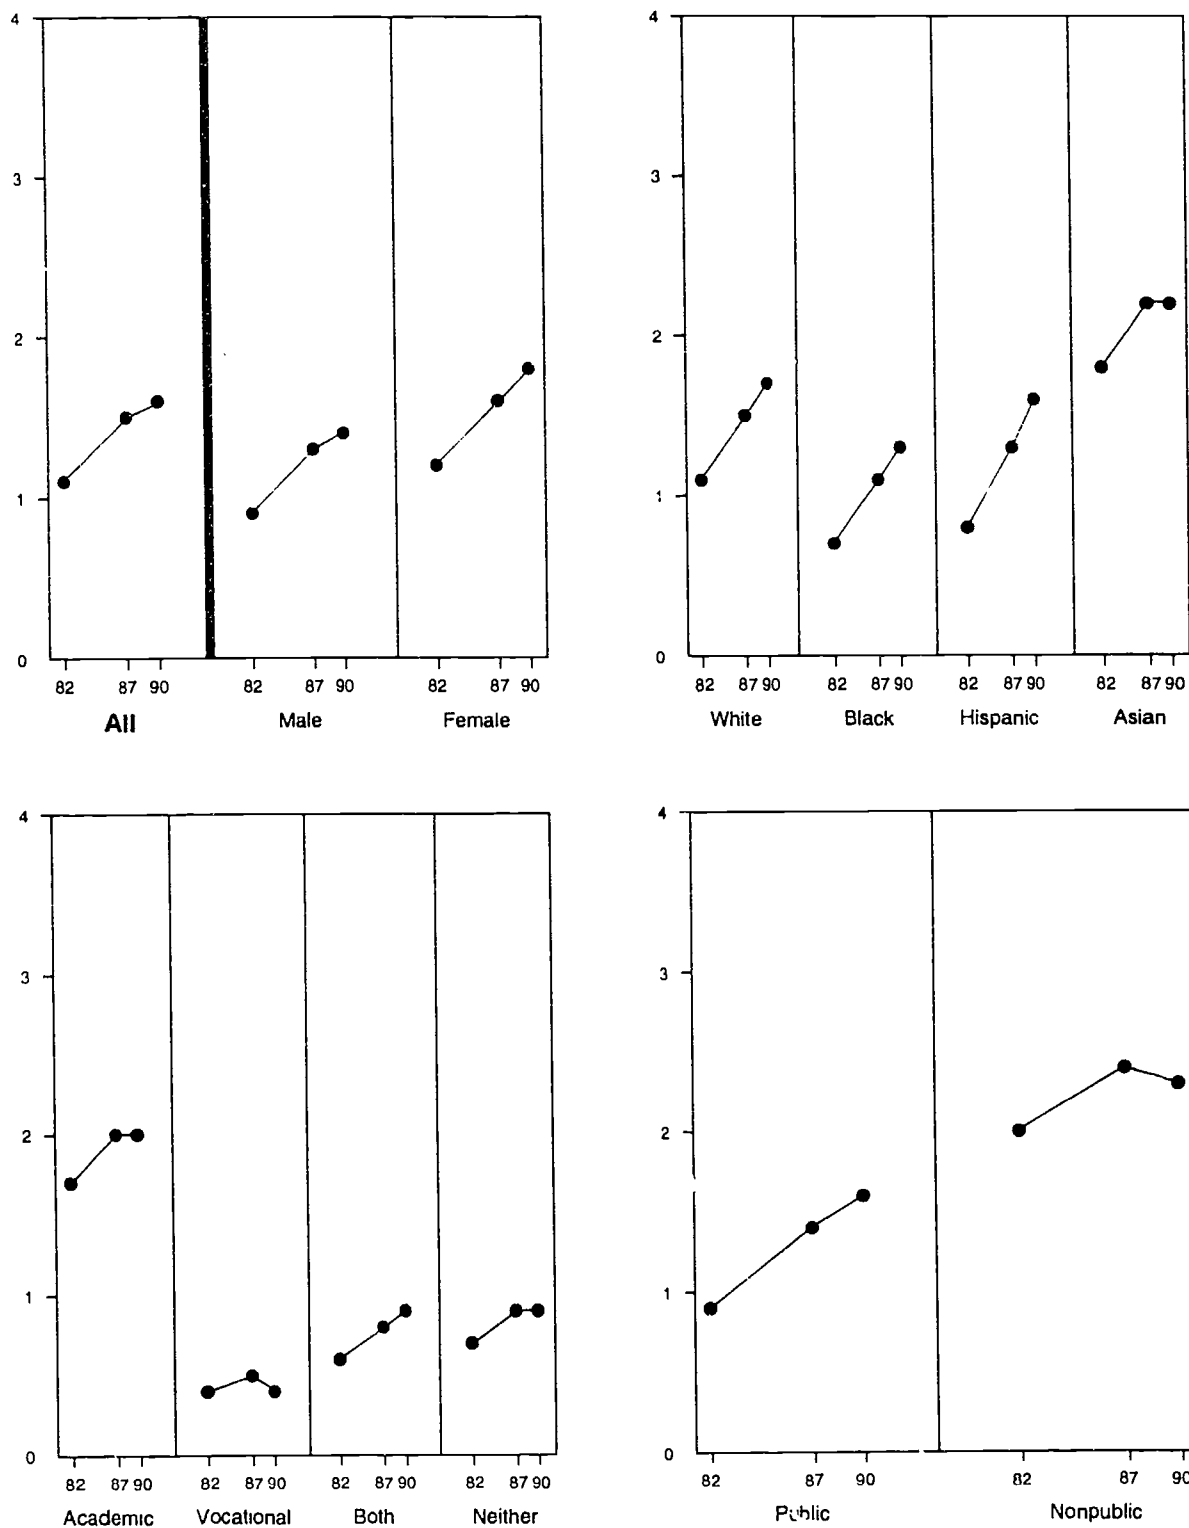 4
3
2
1
0
82 87 90 82 87 90 82 87 90
All Male Female
4
3
2
1
0
82 87 90 82 87 90 82 87 90 82 87 90
White Black Hispanic Asian
4
3
2
1
0
82 87 90 82 87 90 82 87 90 82 87 90
Academic Vocational Both Neither
4
3
2
1
0
82 87 90 82 87 90
Public Nonpublic